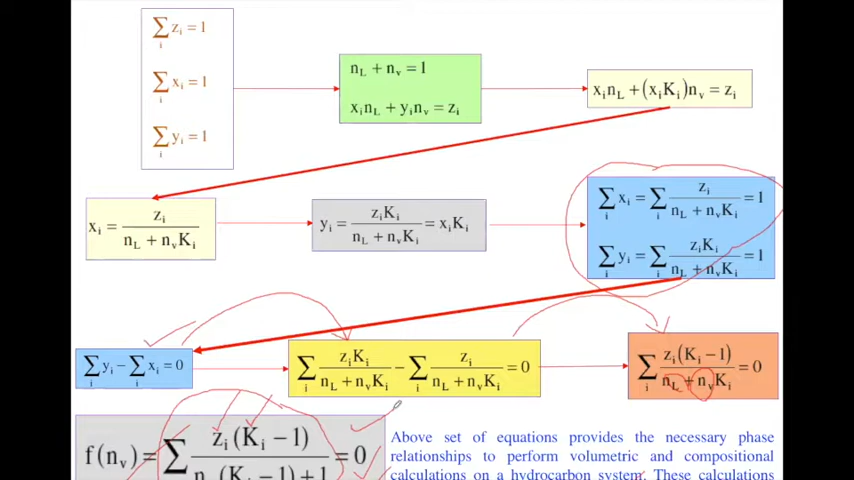 ∑ᵢ zᵢ = 1
∑ᵢ xᵢ = 1
∑ᵢ yᵢ = 1
n_L + n_v = 1
xᵢn_L + yᵢn_v = zᵢ
xᵢn_L + (xᵢKᵢ)n_v = zᵢ
xᵢ = zᵢ / (n_L + n_vKᵢ)
yᵢ = zᵢKᵢ / (n_L + n_vKᵢ) = xᵢKᵢ
∑ᵢ xᵢ = ∑ᵢ zᵢ / (n_L + n_vKᵢ) = 1
∑ᵢ yᵢ = ∑ᵢ zᵢKᵢ / (n_L + n_vKᵢ) = 1
∑ᵢ yᵢ − ∑ᵢ xᵢ = 0
∑ᵢ zᵢKᵢ / (n_L + n_vKᵢ) − ∑ᵢ zᵢ / (n_L + n_vKᵢ) = 0
∑ᵢ zᵢ(Kᵢ − 1) / (n_L + n_vKᵢ) = 0
f(n_v) = ∑ zᵢ(Kᵢ − 1) / (n_v(Kᵢ − 1) + 1) = 0
Above set of equations provides the necessary phase
relationships to perform volumetric and compositional
calculations on a hydrocarbon system. These calculations